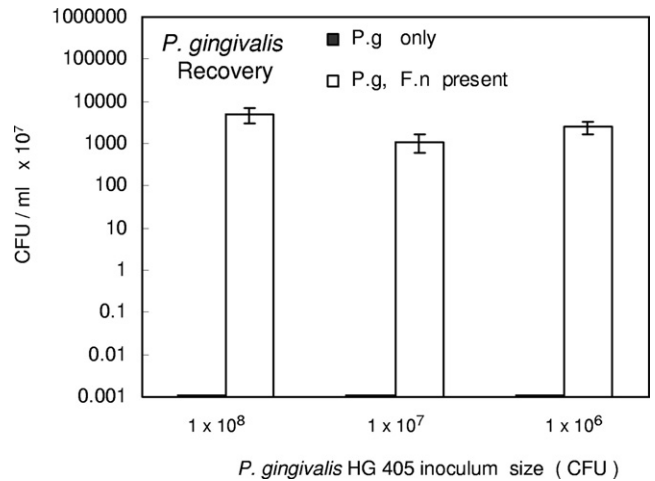 P. gingivalis
Recovery
P.g only
P.g, F.n present
CFU / ml x 10⁷
1000000
100000
10000
1000
100
10
1
0.1
0.01
0.001
1 x 10⁸
1 x 10⁷
1 x 10⁶
P. gingivalis HG 405 inoculum size ( CFU )